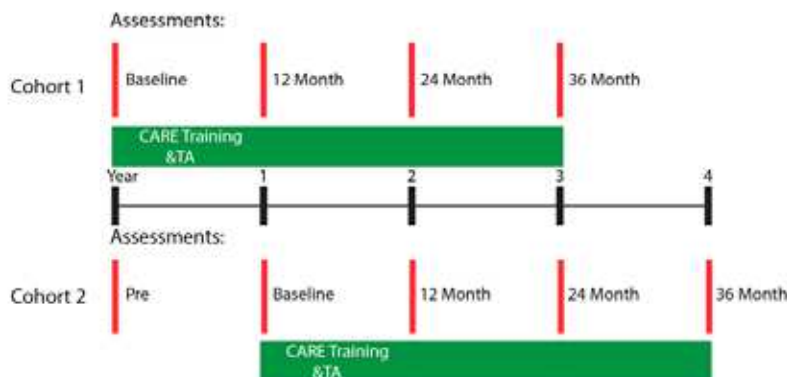 Assessments:
Cohort 1
Baseline
12 Month
24 Month
36 Month
CARE Training
&TA
Year
1
2
3
4
Assessments:
Cohort 2
Pre
Baseline
12 Month
24 Month
36 Month
CARE Training
&TA